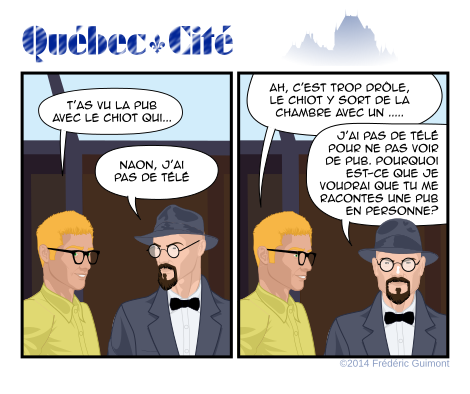 Québec Cité
T'AS VU LA PUB
AVEC LE CHIOT QUI...
NAON, J'AI
PAS DE TÉLÉ
AH, C'EST TROP DRÔLE,
LE CHIOT Y SORT DE LA
CHAMBRE AVEC UN .....
J'AI PAS DE TÉLÉ
POUR NE PAS VOIR
DE PUB. POURQUOI
EST-CE QUE JE
VOUDRAI QUE TU ME
RACONTES UNE PUB
EN PERSONNE?
©2014 Frédéric Guimont